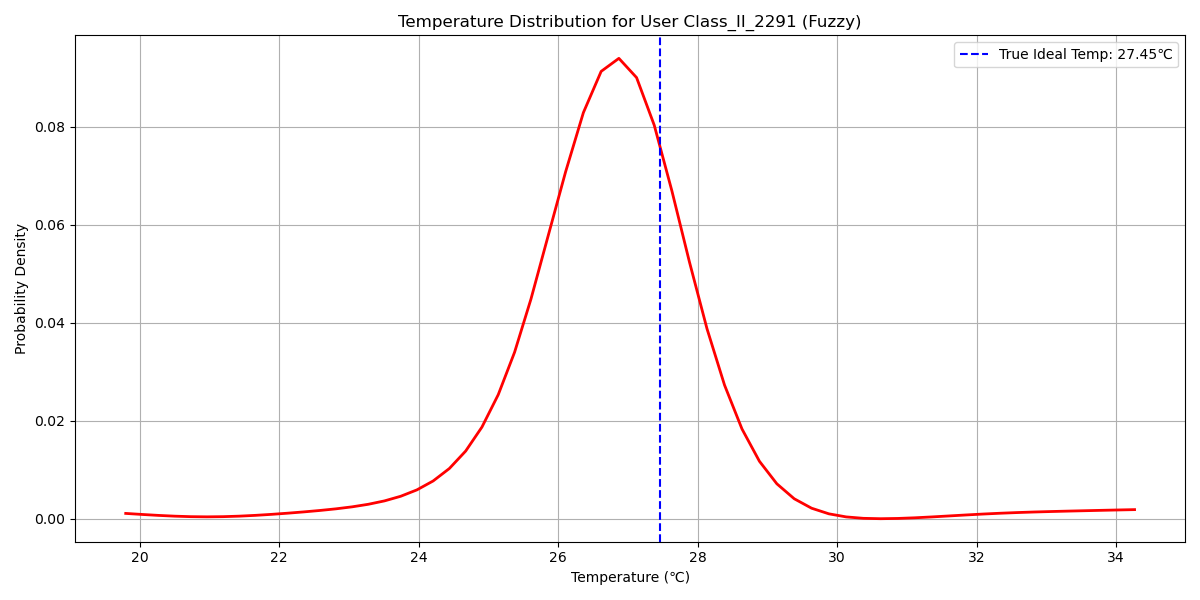 Temperature Distribution for User Class_II_2291 (Fuzzy)
True Ideal Temp: 27.45℃
Probability Density
0.08
0.06
0.04
0.02
0.00
20 22 24 26 28 30 32 34
Temperature (℃)